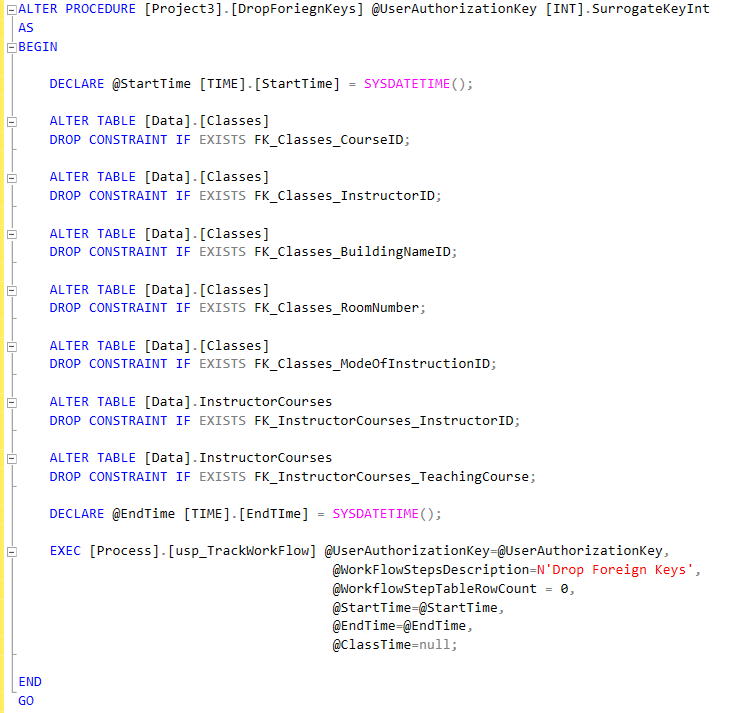 ALTER PROCEDURE [Project3].[DropForiegnKeys] @UserAuthorizationKey [INT].SurrogateKeyInt
AS
BEGIN
DECLARE @StartTime [TIME].[StartTime] = SYSDATETIME();
ALTER TABLE [Data].[Classes]
DROP CONSTRAINT IF EXISTS FK_Classes_CourseID;
ALTER TABLE [Data].[Classes]
DROP CONSTRAINT IF EXISTS FK_Classes_InstructorID;
ALTER TABLE [Data].[Classes]
DROP CONSTRAINT IF EXISTS FK_Classes_BuildingNameID;
ALTER TABLE [Data].[Classes]
DROP CONSTRAINT IF EXISTS FK_Classes_RoomNumber;
ALTER TABLE [Data].[Classes]
DROP CONSTRAINT IF EXISTS FK_Classes_ModeOfInstructionID;
ALTER TABLE [Data].InstructorCourses
DROP CONSTRAINT IF EXISTS FK_InstructorCourses_InstructorID;
ALTER TABLE [Data].InstructorCourses
DROP CONSTRAINT IF EXISTS FK_InstructorCourses_TeachingCourse;
DECLARE @EndTime [TIME].[EndTIme] = SYSDATETIME();
EXEC [Process].[usp_TrackWorkFlow] @UserAuthorizationKey=@UserAuthorizationKey,
@WorkFlowStepsDescription=N'Drop Foreign Keys',
@WorkflowStepTableRowCount = 0,
@StartTime=@StartTime,
@EndTime=@EndTime,
@ClassTime=null;
END
GO